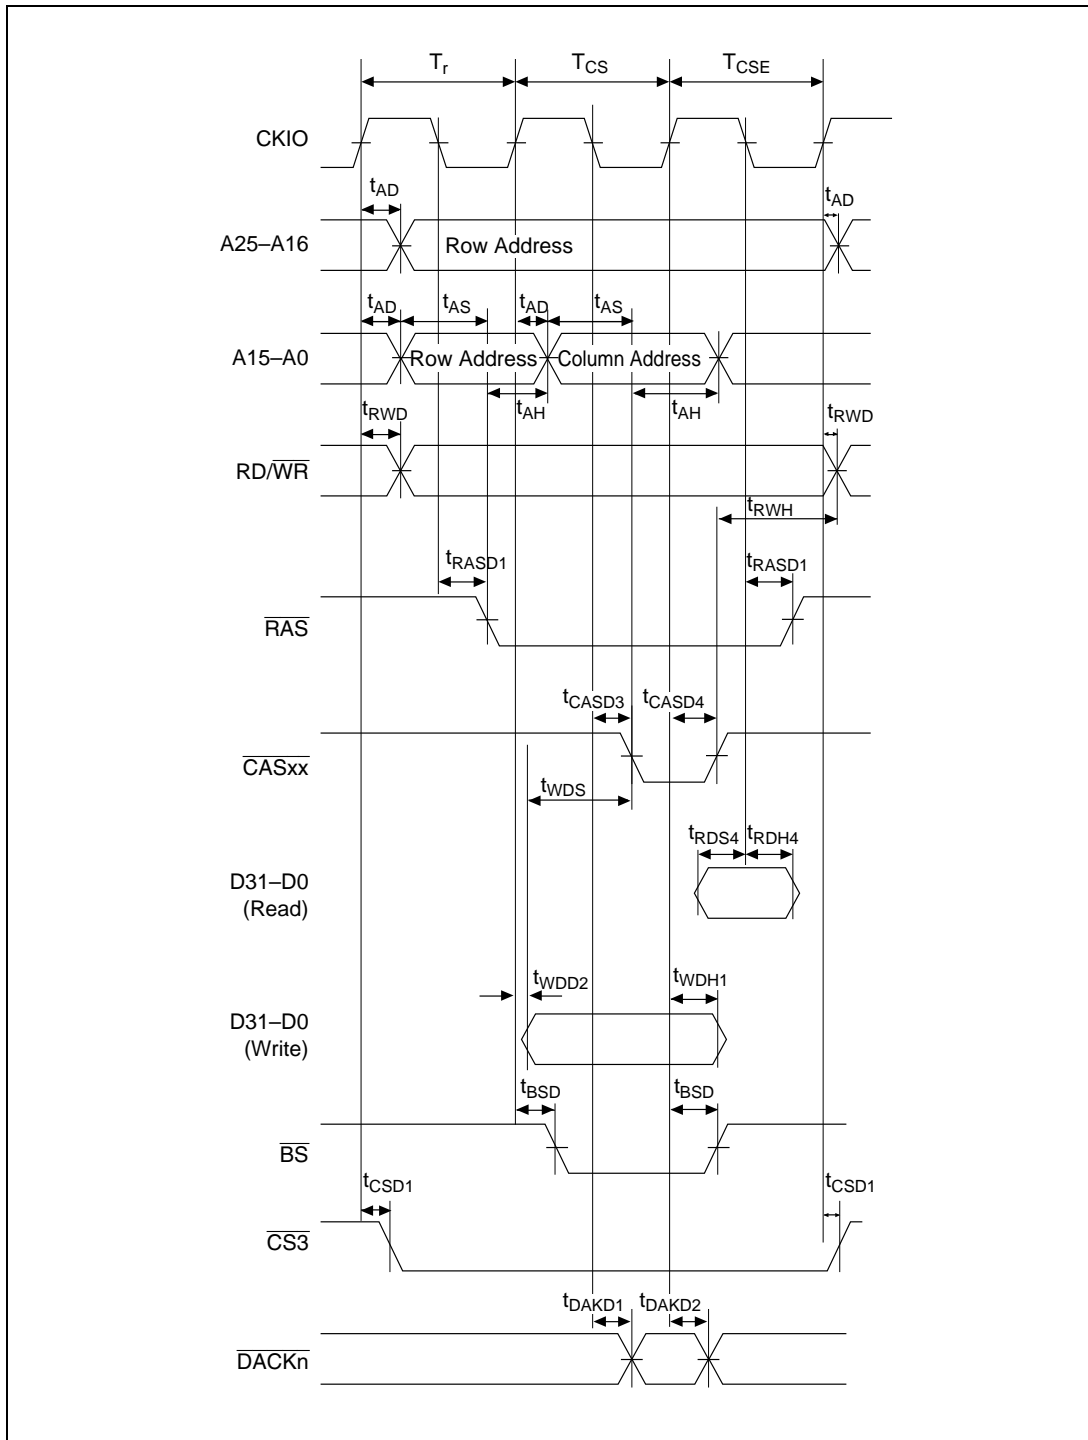 Tr TCS TCSE
CKIO
tAD tAD
A25–A16 Row Address
tAD tAS tAD tAS
A15–A0 Row Address Column Address
tAH tAH
tRWD tRWD
RD/WR
tRWH
tRASD1 tRASD1
RAS
tCASD3 tCASD4
CASxx
tWDS
tRDS4 tRDH4
D31–D0
(Read)
tWDD2 tWDH1
D31–D0
(Write)
tBSD tBSD
BS
tCSD1 tCSD1
CS3
tDAKD1 tDAKD2
DACKn